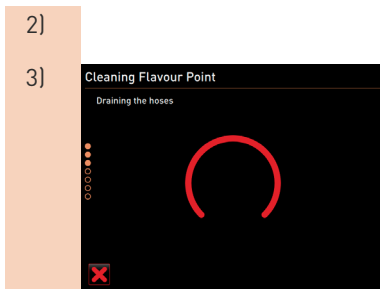 2)
3)
Cleaning Flavour Point
Draining the hoses